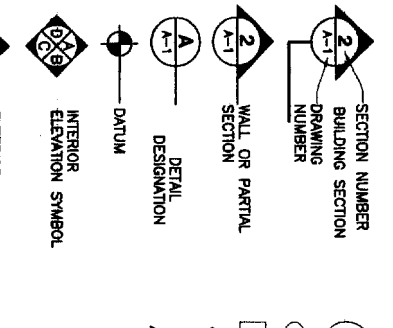 2
A-1
SECTION NUMBER
BUILDING SECTION
DRAWING
NUMBER
2
A-1
WALL OR PARTIAL
SECTION
A
A-1
DETAIL
DESIGNATION
DATUM
A
B
C
D
INTERIOR
ELEVATION SYMBOL